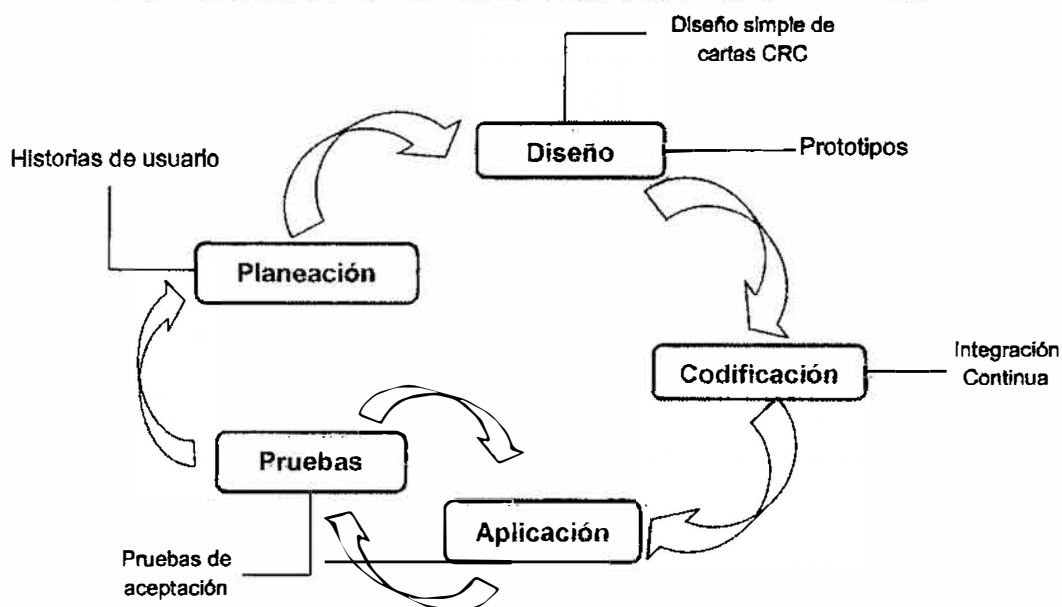 Diseño simple de
cartas CRC
Diseño
Prototipos
Historias de usuario
Planeación
Codificación
Integración
Continua
Pruebas
Aplicación
Pruebas de
aceptación